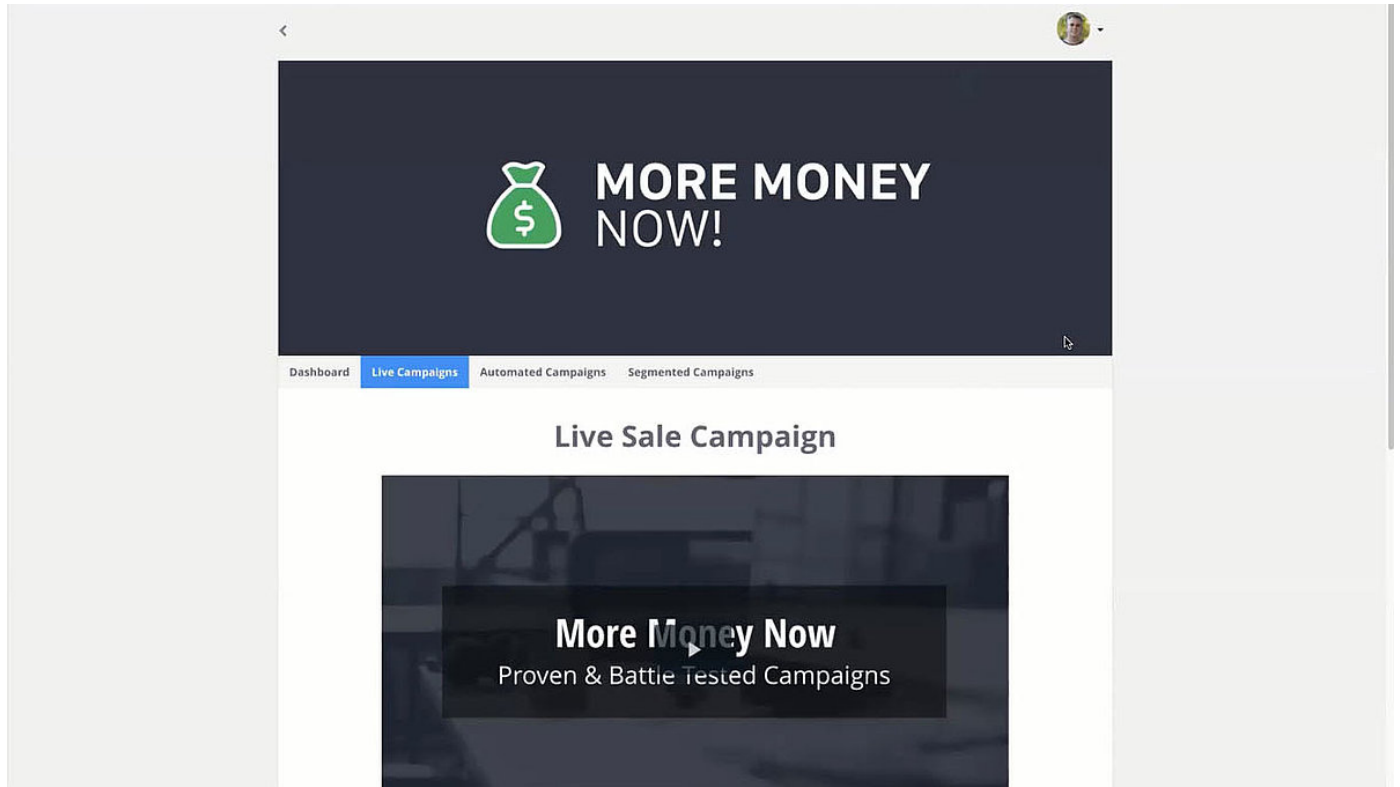 MORE MONEY
NOW!
Dashboard Live Campaigns Automated Campaigns Segmented Campaigns
Live Sale Campaign
More Money Now
Proven & Battle Tested Campaigns